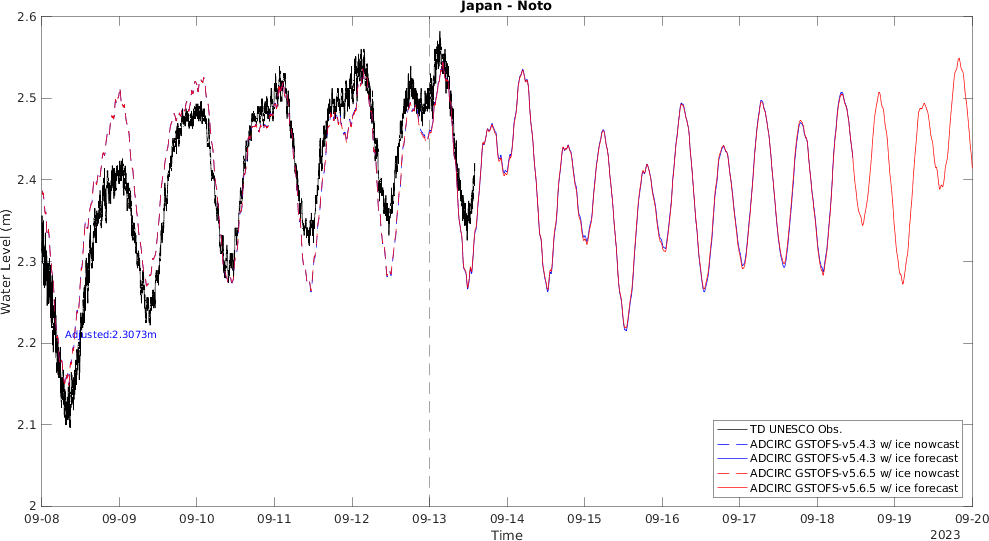 Japan - Noto
2.6
2.5
2.4
2.3
2.2
2.1
2
Water Level (m)
Adjusted:2.3073m
TD UNESCO Obs.
ADCIRC GSTOFS-v5.4.3 w/ ice nowcast
ADCIRC GSTOFS-v5.4.3 w/ ice forecast
ADCIRC GSTOFS-v5.6.5 w/ ice nowcast
ADCIRC GSTOFS-v5.6.5 w/ ice forecast
09-08 09-09 09-10 09-11 09-12 09-13 09-14 09-15 09-16 09-17 09-18 09-19 09-20
Time
2023